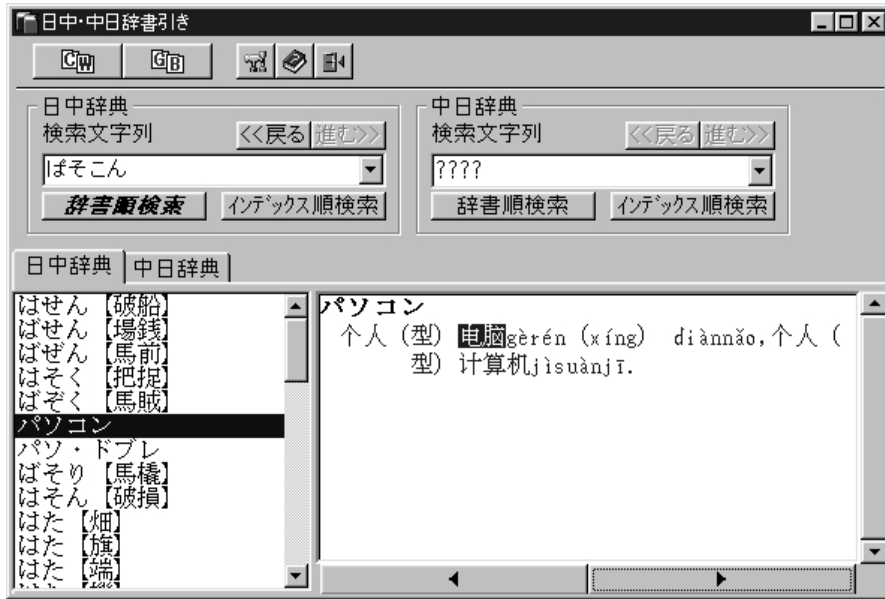 日中・中日辞書引き
CW GB
日中辞典
検索文字列 <<戻る 進む>>
ぱそこん
辞書順検索 インデックス順検索
中日辞典
検索文字列 <<戻る 進む>>
????
辞書順検索 インデックス順検索
日中辞典 中日辞典
はせん【破船】
ばせん【場銭】
ばぜん【馬前】
はそく【把捉】
ばぞく【馬賊】
パソコン
パソ・ドブレ
ばそり【馬橇】
はそん【破損】
はた【畑】
はた【旗】
はた【端】
パソコン
个人（型）电脑gèrén（xíng） diànnǎo,个人（
型）计算机jìsuànjī.